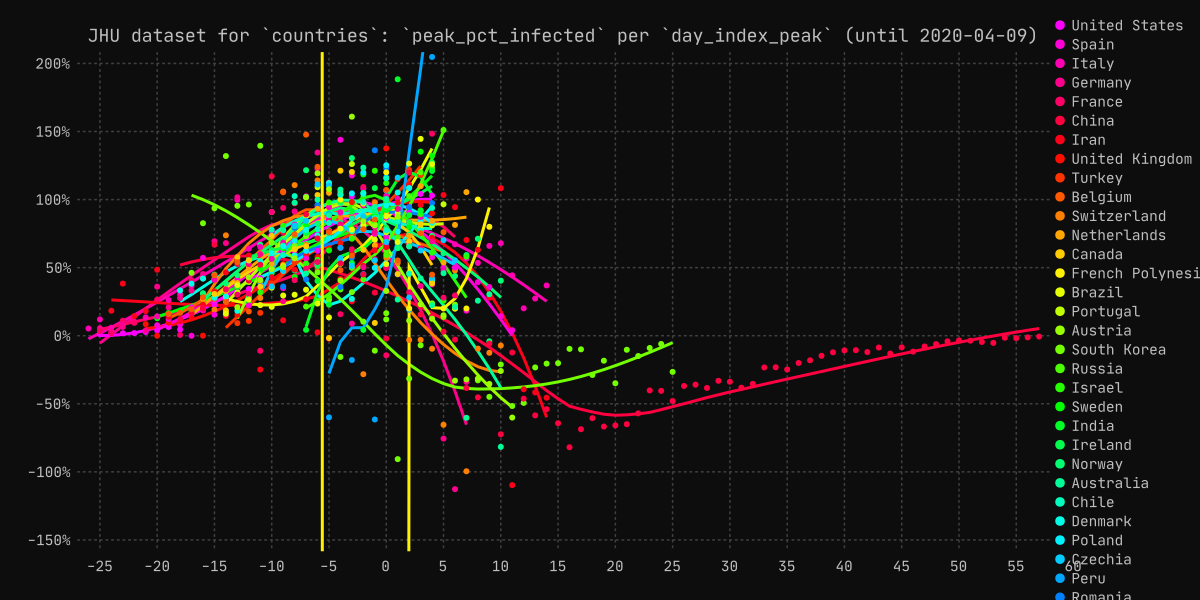 JHU dataset for `countries`: `peak_pct_infected` per `day_index_peak` (until 2020-04-09)
200%
150%
100%
50%
0%
-50%
-100%
-150%
-25 -20 -15 -10 -5 0 5 10 15 20 25 30 35 40 45 50 55 60
United States
Spain
Italy
Germany
France
China
Iran
United Kingdom
Turkey
Belgium
Switzerland
Netherlands
Canada
French Polynesi
Brazil
Portugal
Austria
South Korea
Russia
Israel
Sweden
India
Ireland
Norway
Australia
Chile
Denmark
Poland
Czechia
Peru
Romania